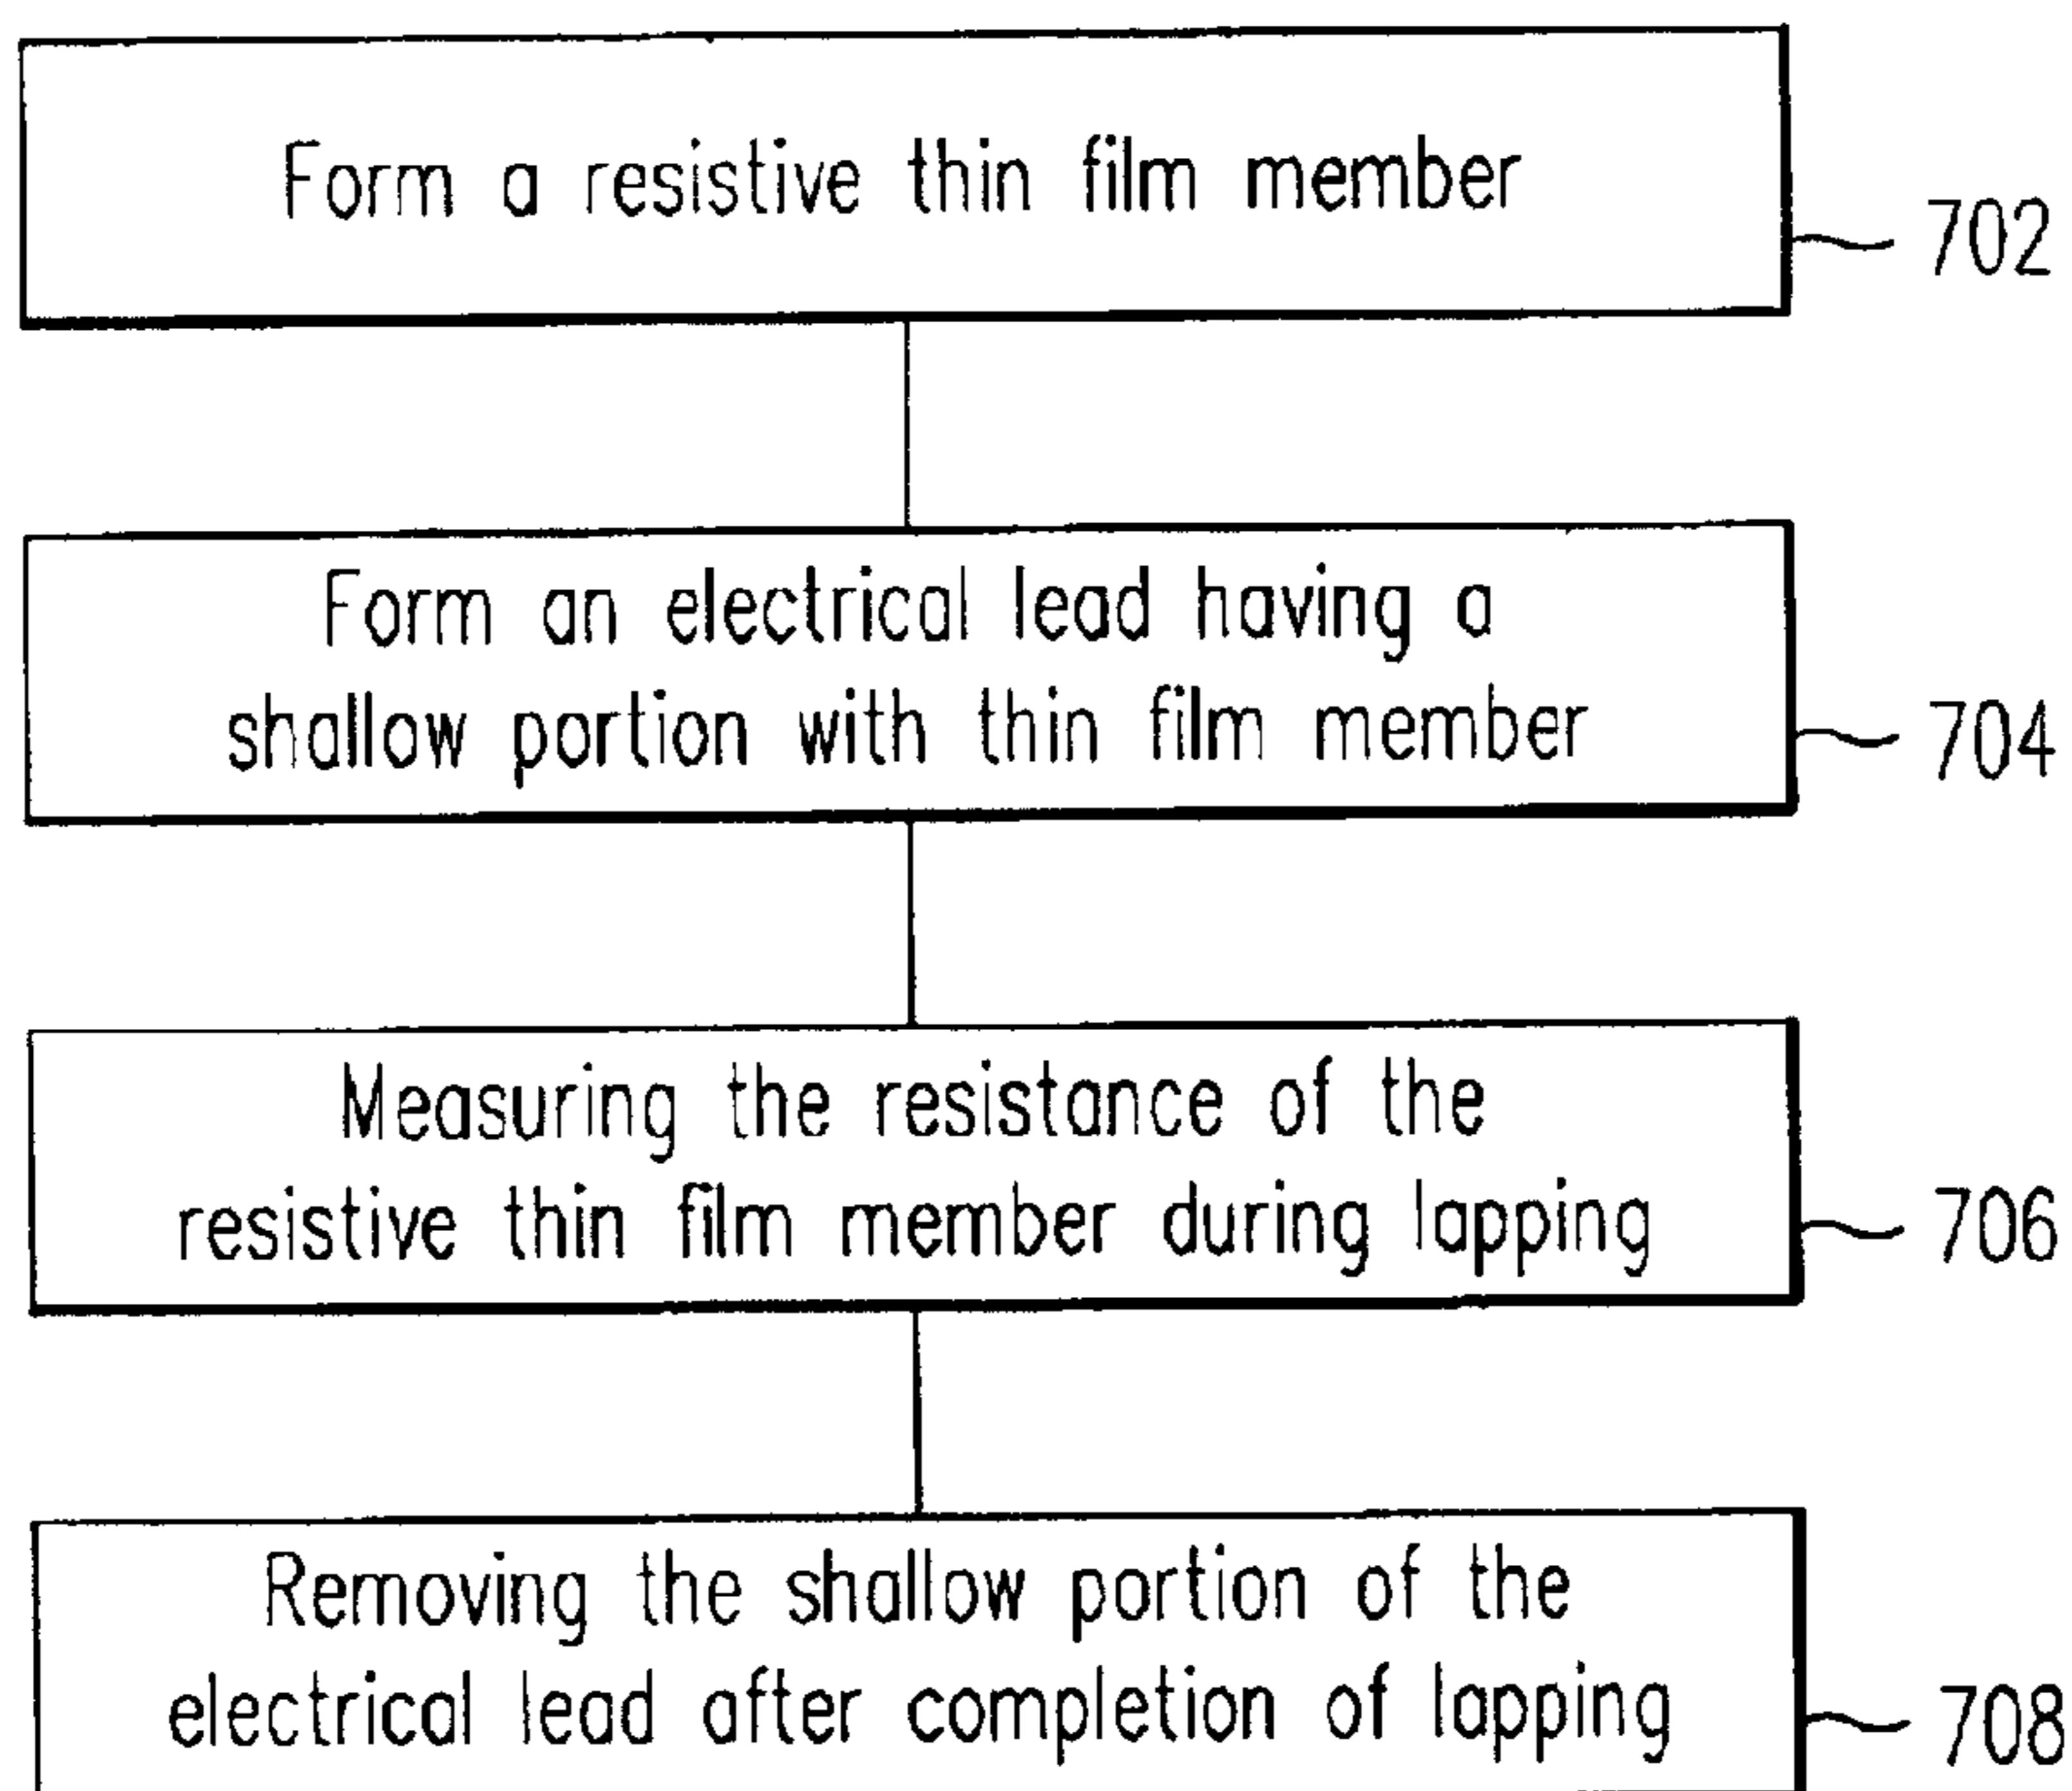 Form a resistive thin film member
702
Form an electrical lead having a
shallow portion with thin film member
704
Measuring the resistance of the
resistive thin film member during lapping
706
Removing the shallow portion of the
electrical lead after completion of lapping
708